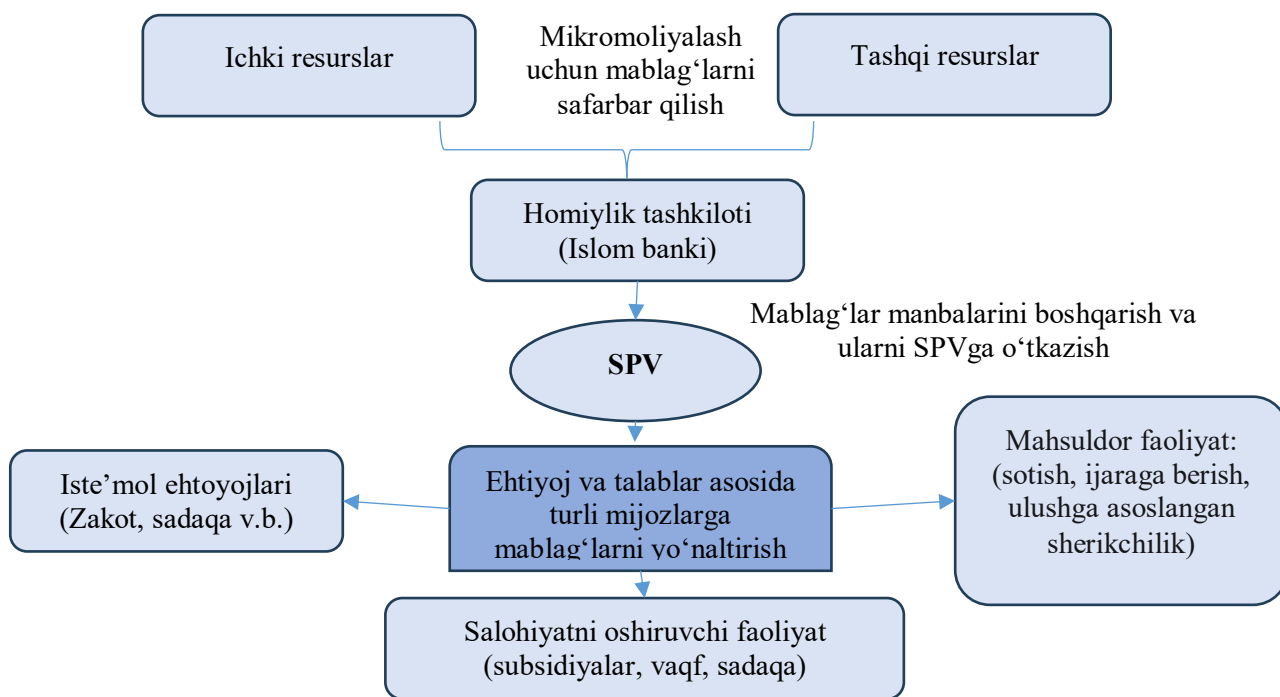 Ichki resurslar
Mikromoliyalash
uchun mablag‘larni
safarbar qilish
Tashqi resurslar
Homiylik tashkiloti
(Islom banki)
Mablag‘lar manbalarini boshqarish va
ularni SPVga o‘tkazish
SPV
Iste’mol ehtoyojlari
(Zakot, sadaqa v.b.)
Ehtiyoj va talablar asosida
turli mijozlarga
mablag‘larni yo‘naltirish
Mahsuldor faoliyat:
(sotish, ijaraga berish,
ulushga asoslangan
sherikchilik)
Salohiyatni oshiruvchi faoliyat
(subsidiyalar, vaqf, sadaqa)